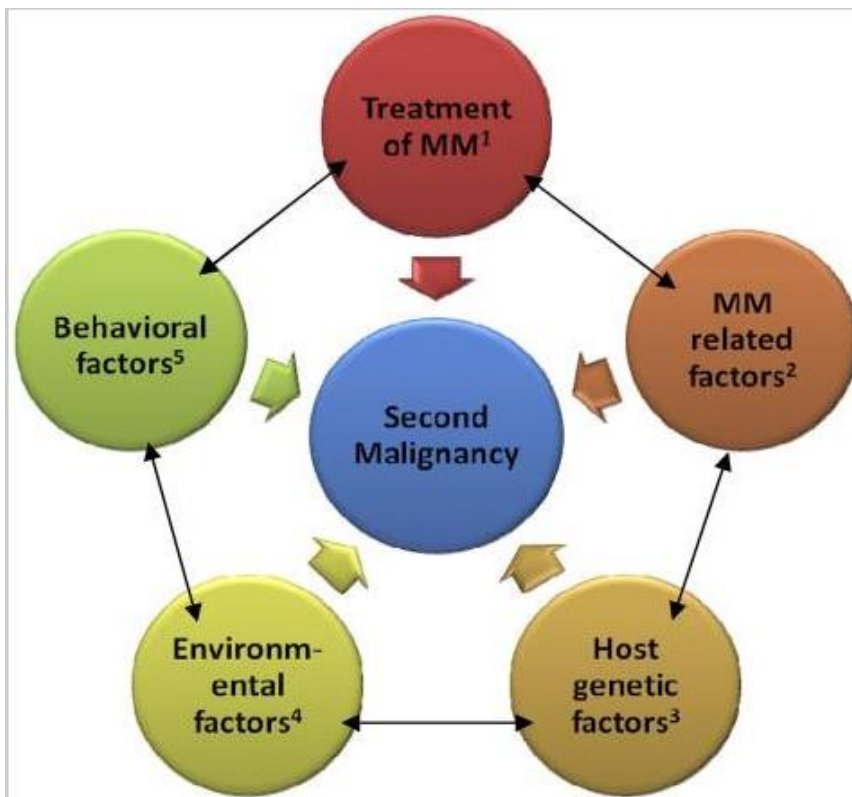 Treatment
of MM¹
MM
related
factors²
Host
genetic
factors³
Environm-
ental
factors⁴
Behavioral
factors⁵
Second
Malignancy